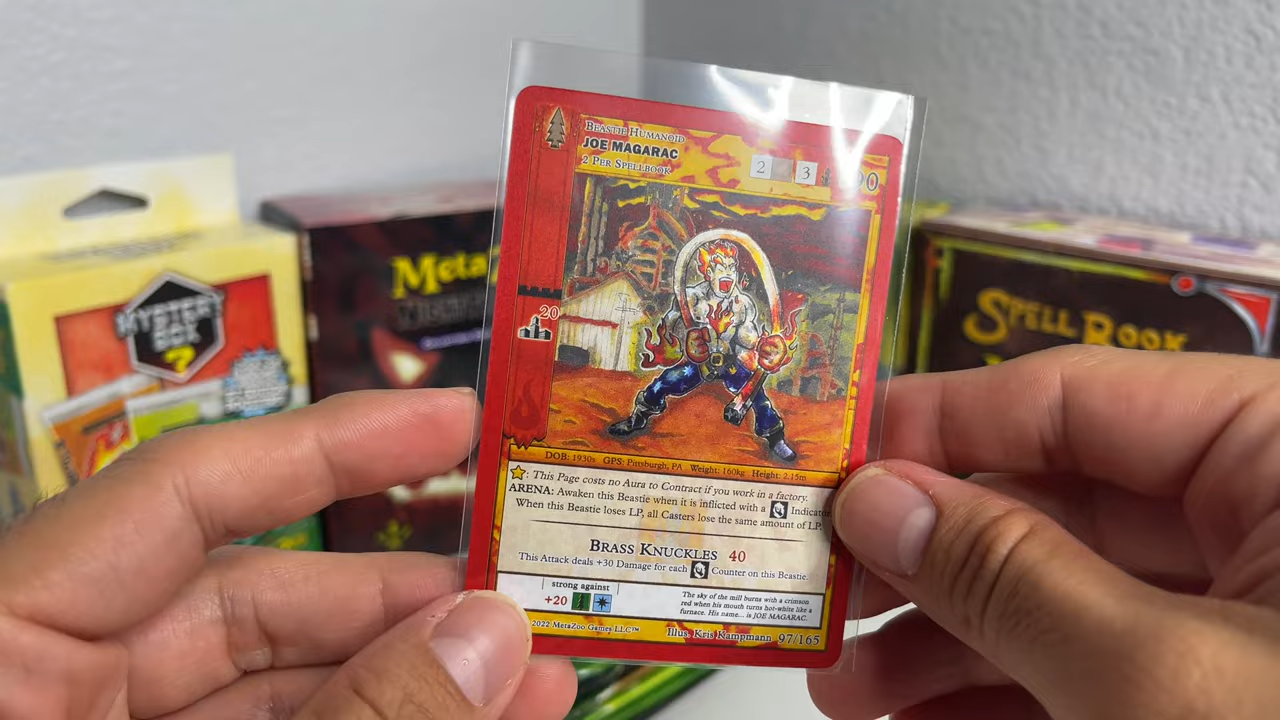 BEASTIE HUMANOID
JOE MAGARAC
2 PER SPELLBOOK
2 3
20
DOB: 1930s GPS: Pittsburgh, PA Weight: 160kg Height: 2.15m
: This Page costs no Aura to Contract if you work in a factory.
ARENA: Awaken this Beastie when it is inflicted with a Indicator
When this Beastie loses LP, all Casters lose the same amount of LP.
BRASS KNUCKLES 40
This Attack deals +30 Damage for each Counter on this Beastie.
strong against
+20
The sky of the mill burns with a crimson
red when his mouth turns hot-white like a
furnace. His name... is JOE MAGARAC.
2022 MetaZoo Games LLC™
Illus. Kris Kampmann 97/165
MYSTERY
BOX
?
Meta
SPELL BOOK